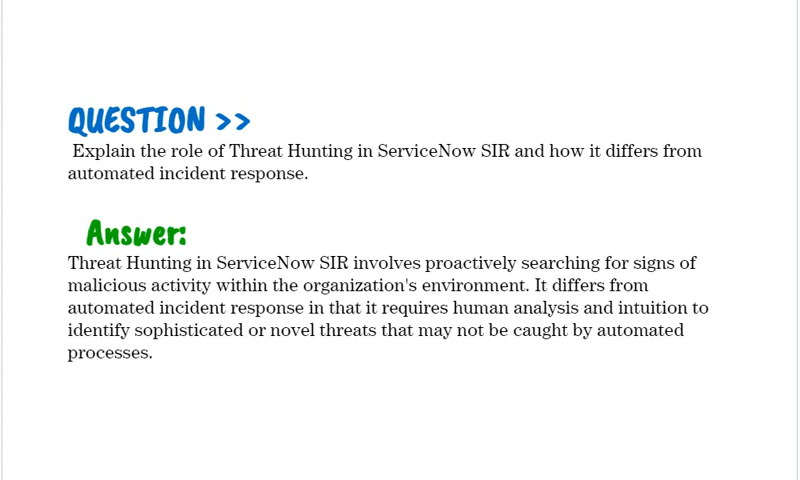 QUESTION >>
Explain the role of Threat Hunting in ServiceNow SIR and how it differs from
automated incident response.
Answer:
Threat Hunting in ServiceNow SIR involves proactively searching for signs of
malicious activity within the organization's environment. It differs from
automated incident response in that it requires human analysis and intuition to
identify sophisticated or novel threats that may not be caught by automated
processes.